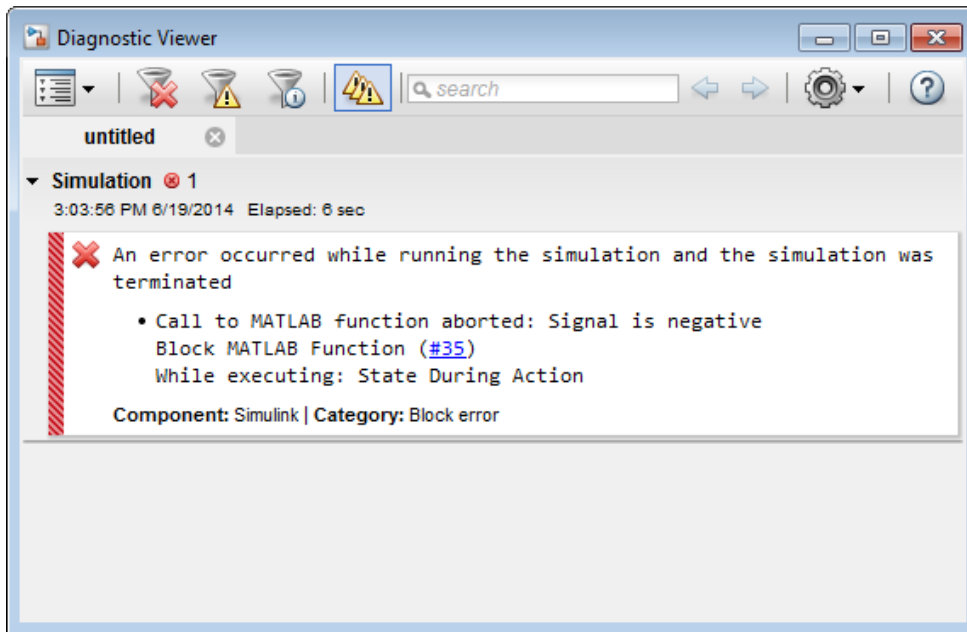 Diagnostic Viewer
search
untitled
Simulation 1
3:03:56 PM 6/19/2014 Elapsed: 6 sec
An error occurred while running the simulation and the simulation was
terminated
• Call to MATLAB function aborted: Signal is negative
Block MATLAB Function (#35)
While executing: State During Action
Component: Simulink | Category: Block error